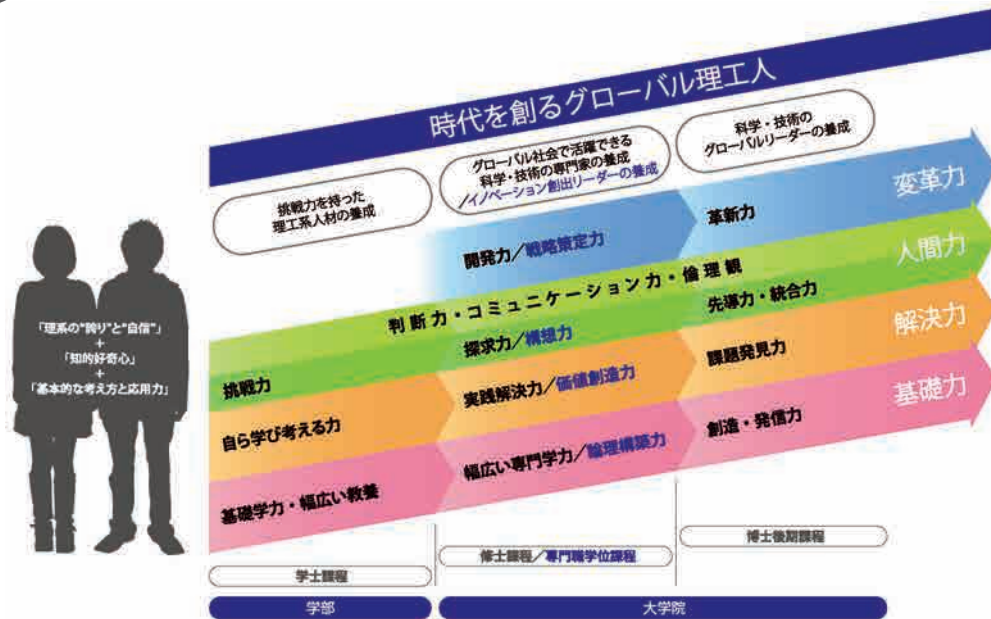 時代を創るグローバル理工人
挑戦力を持った
理工系人材の養成
グローバル社会で活躍できる
科学・技術の専門家の養成
/イノベーション創出リーダーの養成
科学・技術の
グローバルリーダーの養成
開発力/戦略策定力
革新力
変革力
判断力・コミュニケーション力・倫理観
人間力
挑戦力
探求力/構想力
先導力・統合力
自ら学び考える力
実践解決力/価値創造力
課題発見力
解決力
基礎学力・幅広い教養
幅広い専門学力/論理構築力
創造・発信力
基礎力
「理系の"誇り"と"自信"」
+
「知的好奇心」
+
「基本的な考え方と応用力」
学士課程
修士課程/専門職学位課程
博士後期課程
学部
大学院